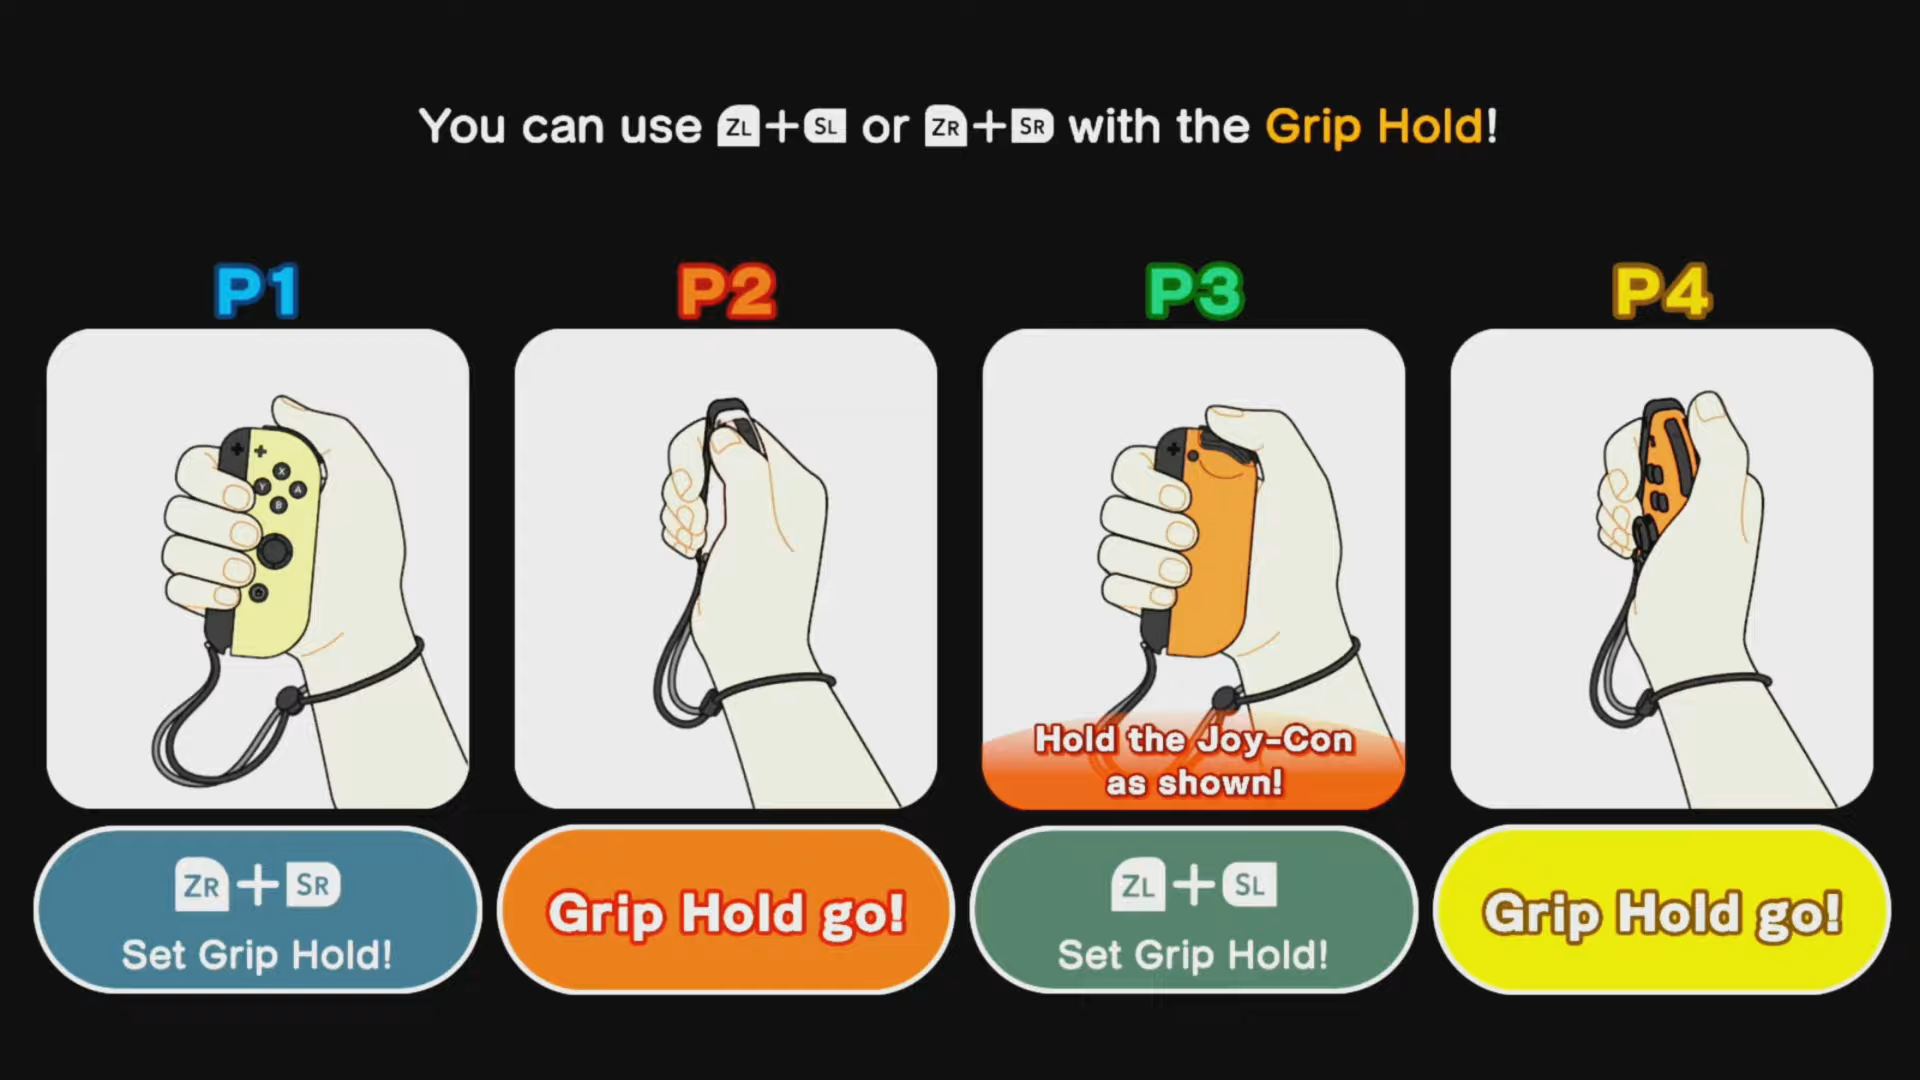 You can use ZL+SL or ZR+SR with the Grip Hold!
P1
P2
P3
P4
X
Y
A
B
Hold the Joy-Con
as shown!
ZR+SR
Set Grip Hold!
Grip Hold go!
ZL+SL
Set Grip Hold!
Grip Hold go!